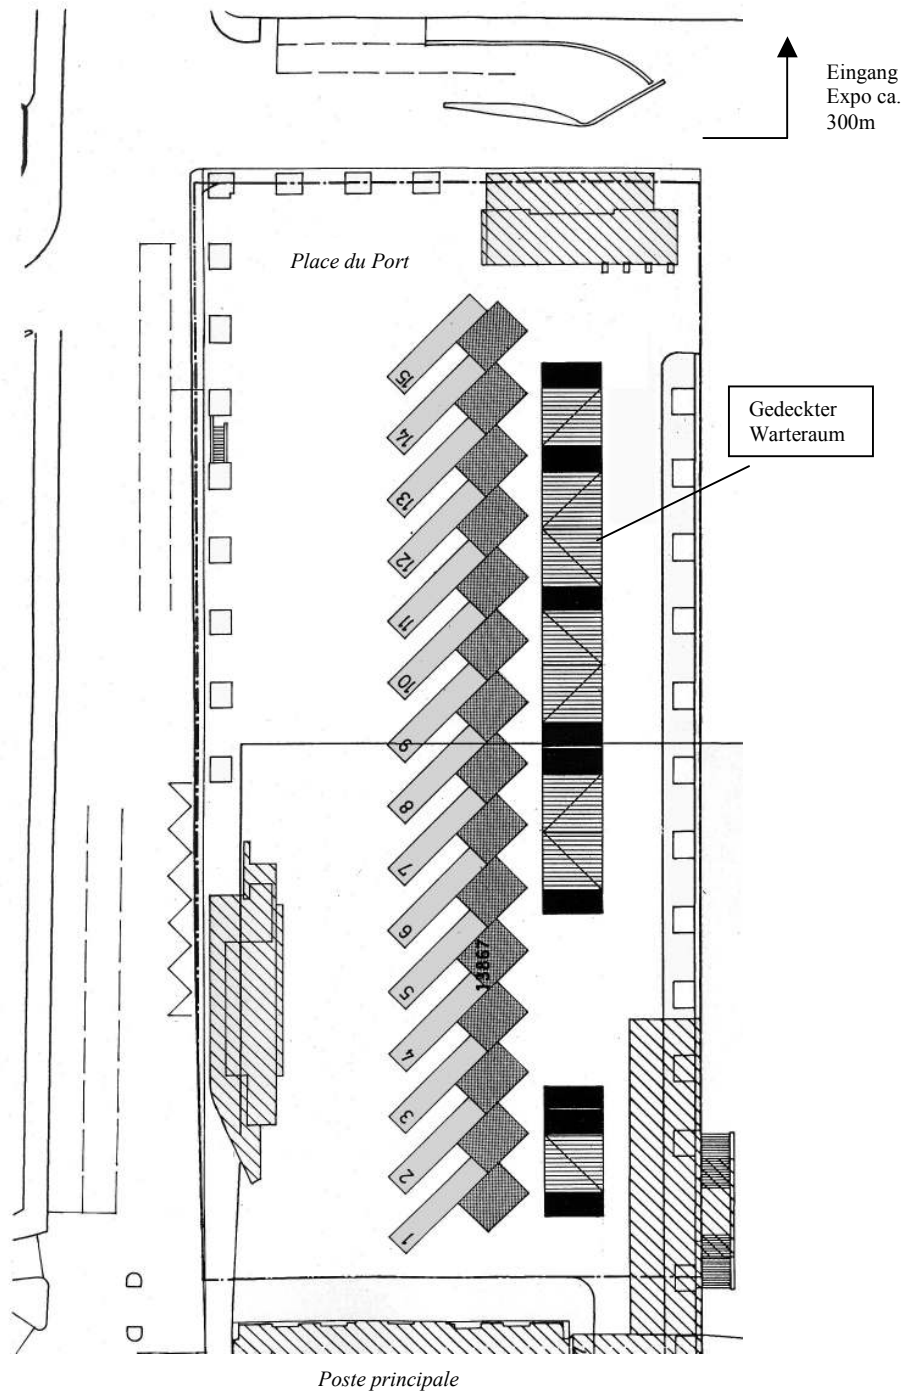 Eingang
Expo ca.
300m
Place du Port
Gedeckter
Warteraum
15
14
13
12
11
10
9
8
7
6
5
13867
4
3
2
1
Poste principale